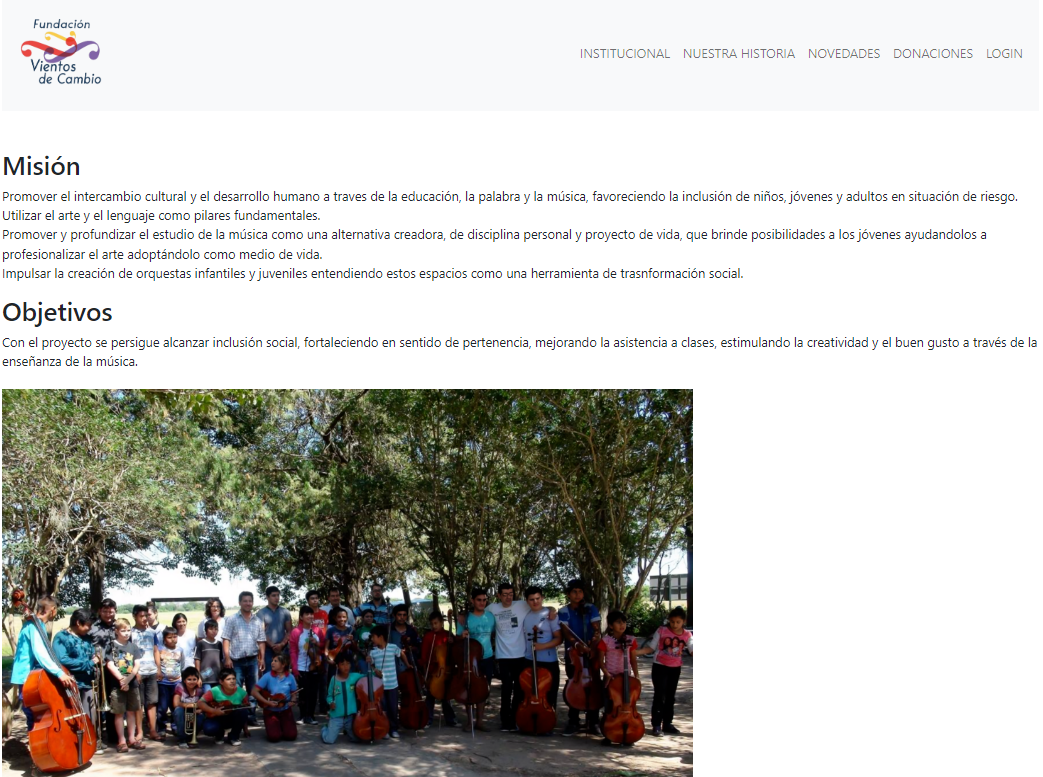 Fundación
Vientos
de Cambio
INSTITUCIONAL NUESTRA HISTORIA NOVEDADES DONACIONES LOGIN
Misión
Promover el intercambio cultural y el desarrollo humano a traves de la educación, la palabra y la música, favoreciendo la inclusión de niños, jóvenes y adultos en situación de riesgo.
Utilizar el arte y el lenguaje como pilares fundamentales.
Promover y profundizar el estudio de la música como una alternativa creadora, de disciplina personal y proyecto de vida, que brinde posibilidades a los jóvenes ayudandolos a
profesionalizar el arte adoptándolo como medio de vida.
Impulsar la creación de orquestas infantiles y juveniles entendiendo estos espacios como una herramienta de trasnformación social.
Objetivos
Con el proyecto se persigue alcanzar inclusión social, fortaleciendo en sentido de pertenencia, mejorando la asistencia a clases, estimulando la creatividad y el buen gusto a través de la
enseñanza de la música.